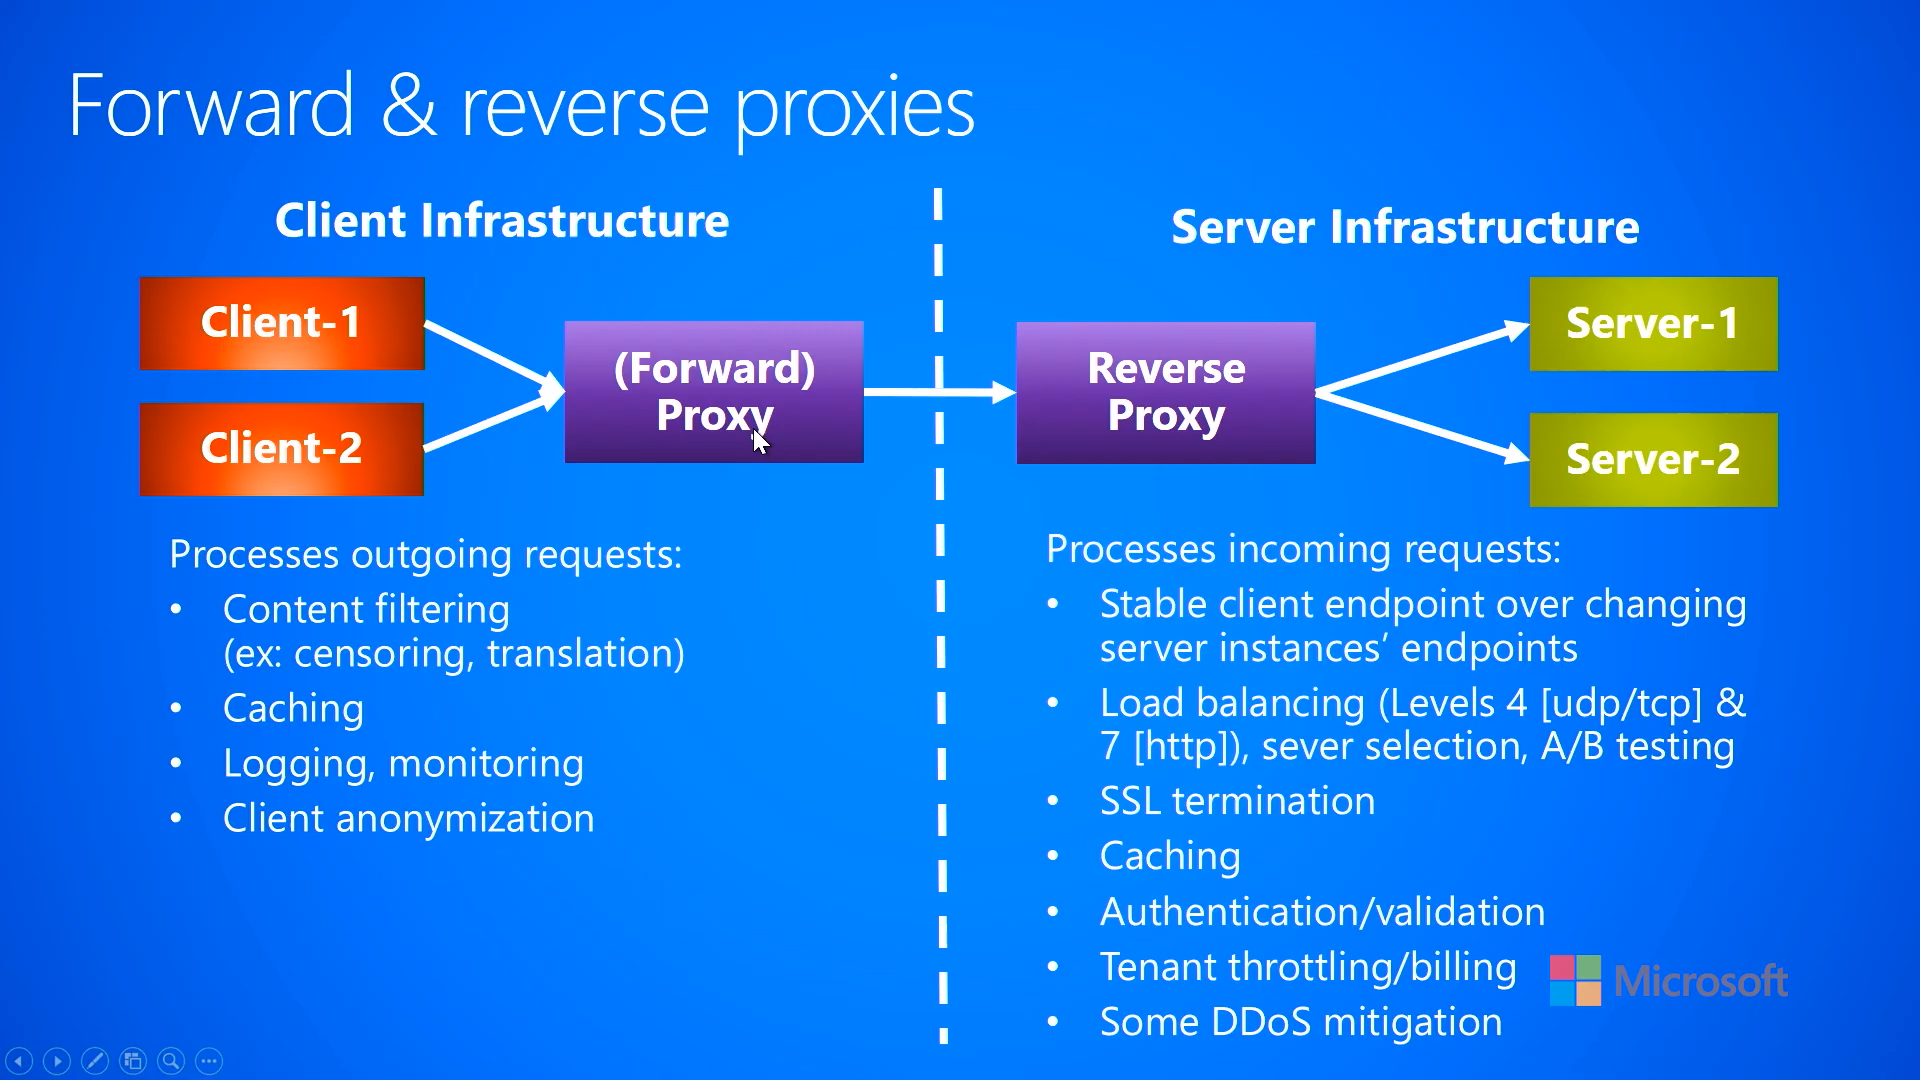 Forward & reverse proxies
Client Infrastructure
Client-1
Client-2
(Forward)
Proxy
Processes outgoing requests:
• Content filtering
(ex: censoring, translation)
• Caching
• Logging, monitoring
• Client anonymization
Server Infrastructure
Reverse
Proxy
Server-1
Server-2
Processes incoming requests:
• Stable client endpoint over changing
server instances’ endpoints
• Load balancing (Levels 4 [udp/tcp] &
7 [http]), sever selection, A/B testing
• SSL termination
• Caching
• Authentication/validation
• Tenant throttling/billing
• Some DDoS mitigation
Microsoft